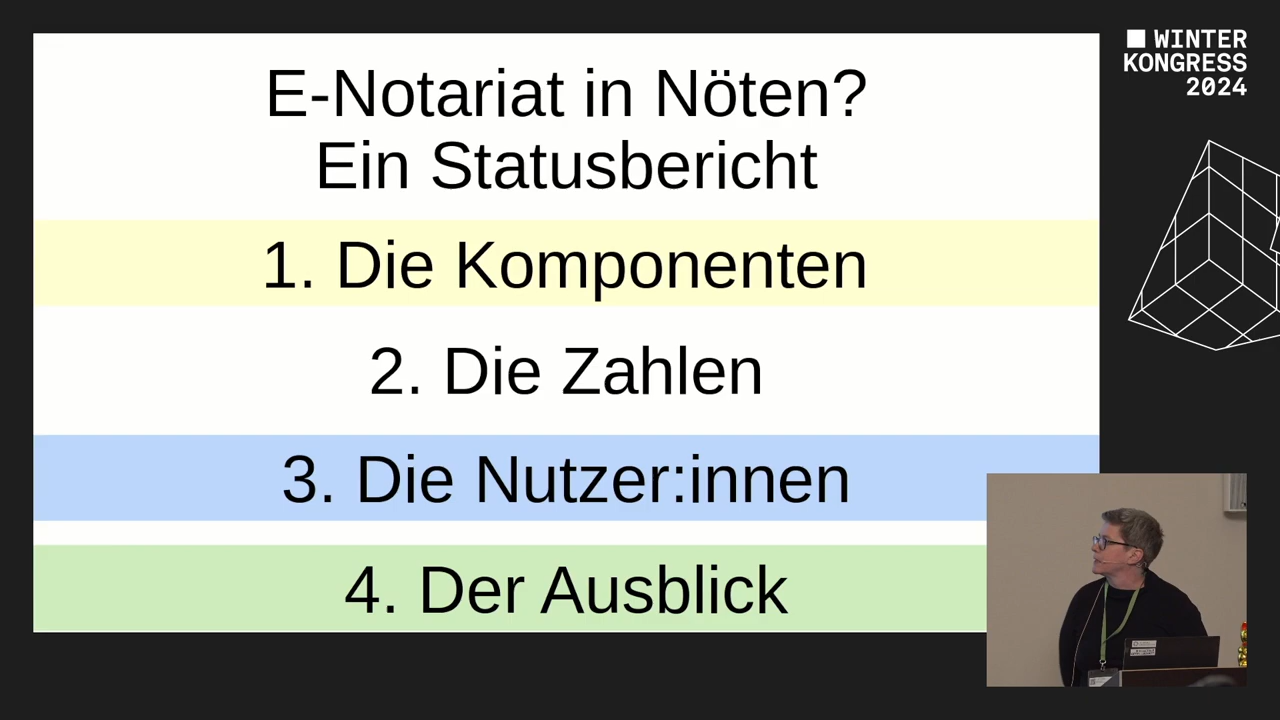 E-Notariat in Nöten?
Ein Statusbericht
1. Die Komponenten
2. Die Zahlen
3. Die Nutzer:innen
4. Der Ausblick
WINTER
KONGRESS
2024